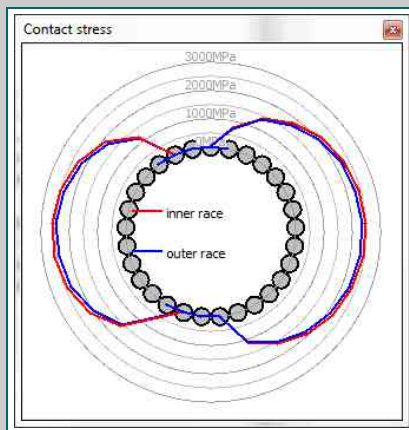 Contact stress
3000MPa
2000MPa
1000MPa
inner race
outer race